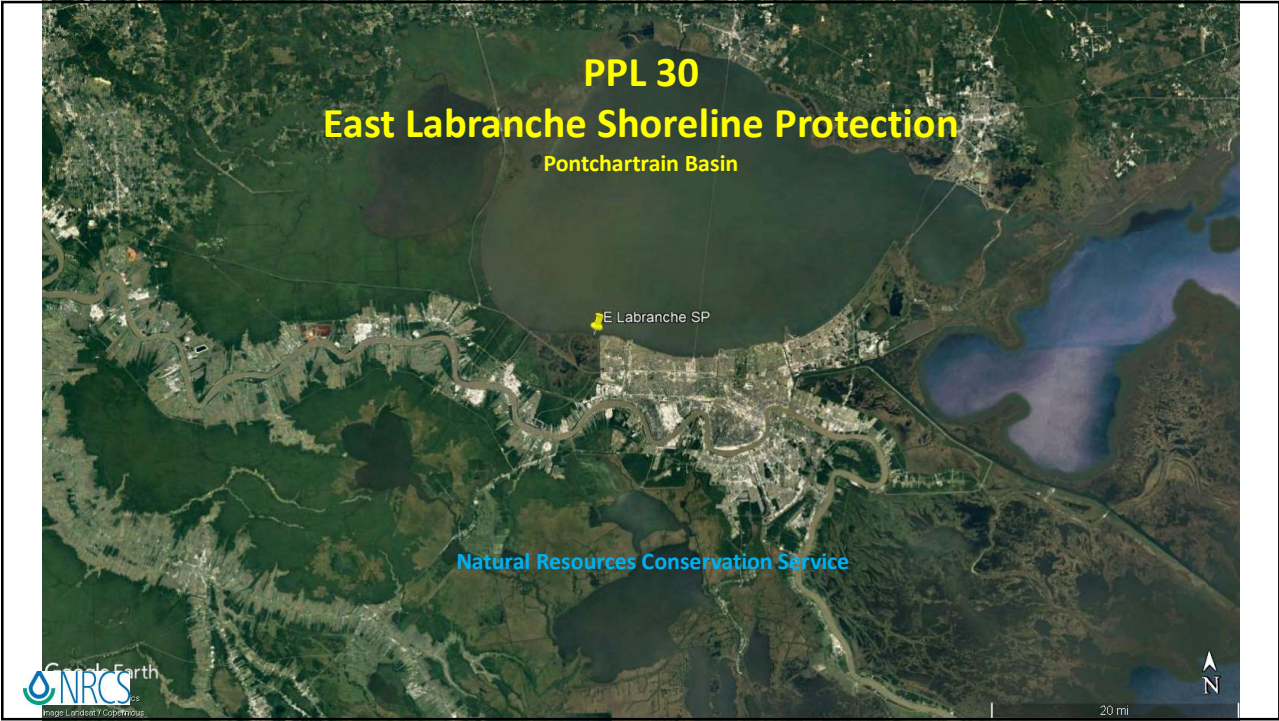 PPL 30
East Labranche Shoreline Protection
Pontchartrain Basin
E Labranche SP
Natural Resources Conservation Service
Google Earth
NRCS
Image Landsat / Copernicus
N
20 mi